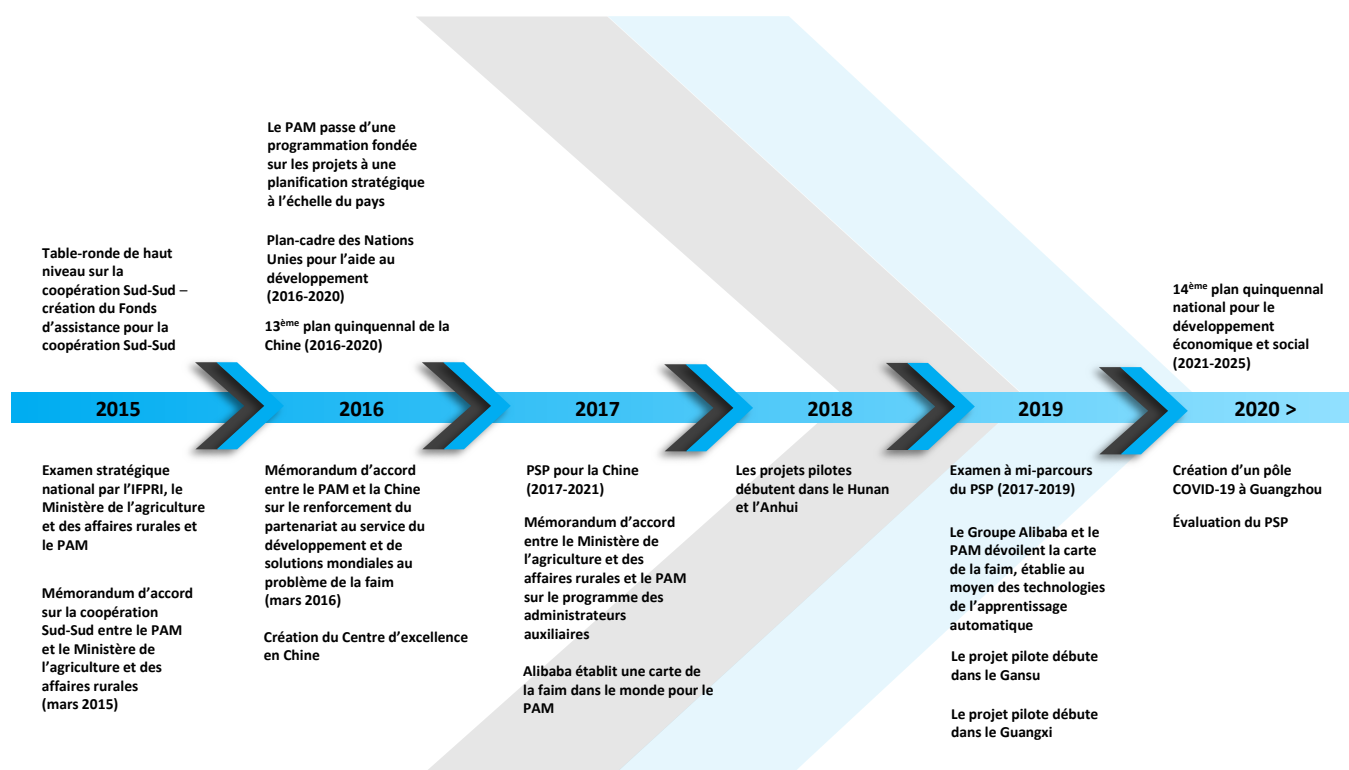 Le PAM passe d’une
programmation fondée
sur les projets à une
planification stratégique
à l’échelle du pays
Table-ronde de haut
niveau sur la
coopération Sud-Sud –
création du Fonds
d’assistance pour la
coopération Sud-Sud
Plan-cadre des Nations
Unies pour l’aide au
développement
(2016-2020)
13ème plan quinquennal de la
Chine (2016-2020)
14ème plan quinquennal
national pour le
développement
économique et social
(2021-2025)
2015
2016
2017
2018
2019
2020 >
Examen stratégique
national par l’IFPRI, le
Ministère de l’agriculture
et des affaires rurales et
le PAM
Mémorandum d’accord
sur la coopération
Sud-Sud entre le PAM
et le Ministère de
l’agriculture et des
affaires rurales
(mars 2015)
Mémorandum d’accord
entre le PAM et la Chine
sur le renforcement du
partenariat au service du
développement et de
solutions mondiales au
problème de la faim
(mars 2016)
Création du Centre d’excellence
en Chine
PSP pour la Chine
(2017-2021)
Mémorandum d’accord
entre le Ministère de
l’agriculture et des
affaires rurales et le PAM
sur le programme des
administrateurs
auxiliaires
Alibaba établit une carte de
la faim dans le monde pour le
PAM
Les projets pilotes
débutent dans le Hunan
et l’Anhui
Examen à mi-parcours
du PSP (2017-2019)
Le Groupe Alibaba et le
PAM dévoilent la carte
de la faim, établie au
moyen des technologies
de l’apprentissage
automatique
Le projet pilote débute
dans le Gansu
Le projet pilote débute
dans le Guangxi
Création d’un pôle
COVID-19 à Guangzhou
Évaluation du PSP